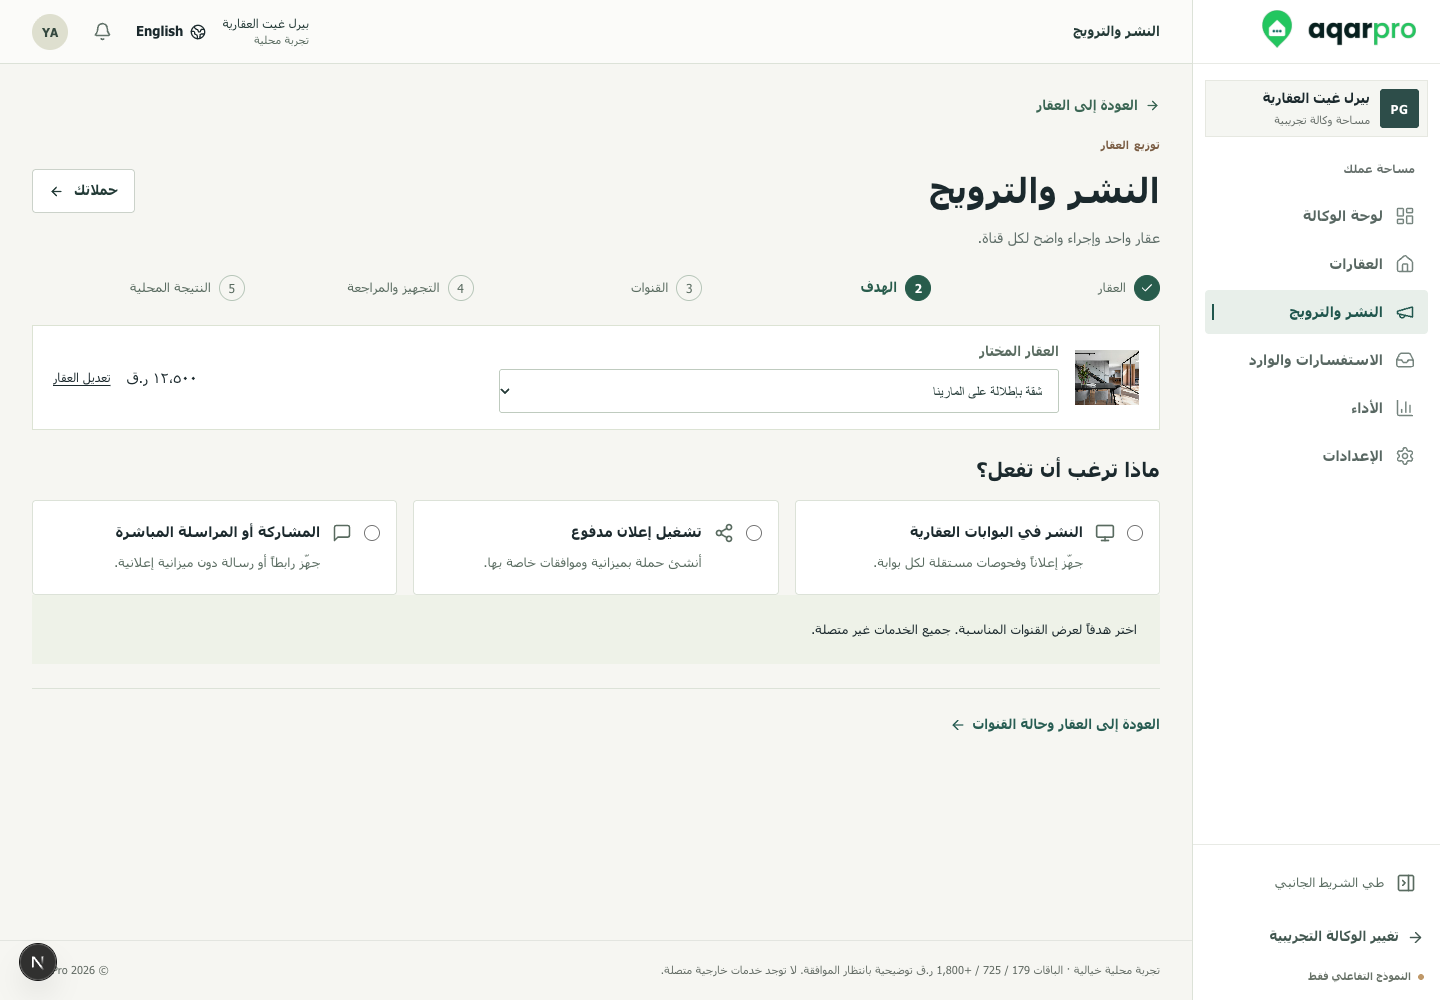 aqarpro
PG
بيرل غيت العقارية
مساحة وكالة تجريبية
مساحة عملك
لوحة الوكالة
العقارات
النشر والترويج
الاستفسارات والوارد
الأداء
الإعدادات
طي الشريط الجانبي
تغيير الوكالة التجريبية
النموذج التفاعلي فقط
النشر والترويج
بيرل غيت العقارية
تجربة محلية
English
YA
العودة إلى العقار
توزيع العقار
النشر والترويج
حملاتك
عقار واحد وإجراء واضح لكل قناة.
العقار
2 الهدف
3 القنوات
4 التجهيز والمراجعة
5 النتيجة المحلية
العقار المختار
شقة بإطلالة على المارينا
١٢،٥٠٠ ر.ق
تعديل العقار
ماذا ترغب أن تفعل؟
النشر في البوابات العقارية
جهّز إعلاناً وفحوصات مستقلة لكل بوابة.
تشغيل إعلان مدفوع
أنشئ حملة بميزانية وموافقات خاصة بها.
المشاركة أو المراسلة المباشرة
جهّز رابطاً أو رسالة دون ميزانية إعلانية.
اختر هدفاً لعرض القنوات المناسبة. جميع الخدمات غير متصلة.
العودة إلى العقار وحالة القنوات
تجربة محلية خيالية · الباقات 179 / 725 / +1,800 ر.ق توضيحية بانتظار الموافقة. لا توجد خدمات خارجية متصلة.
© 2026
N